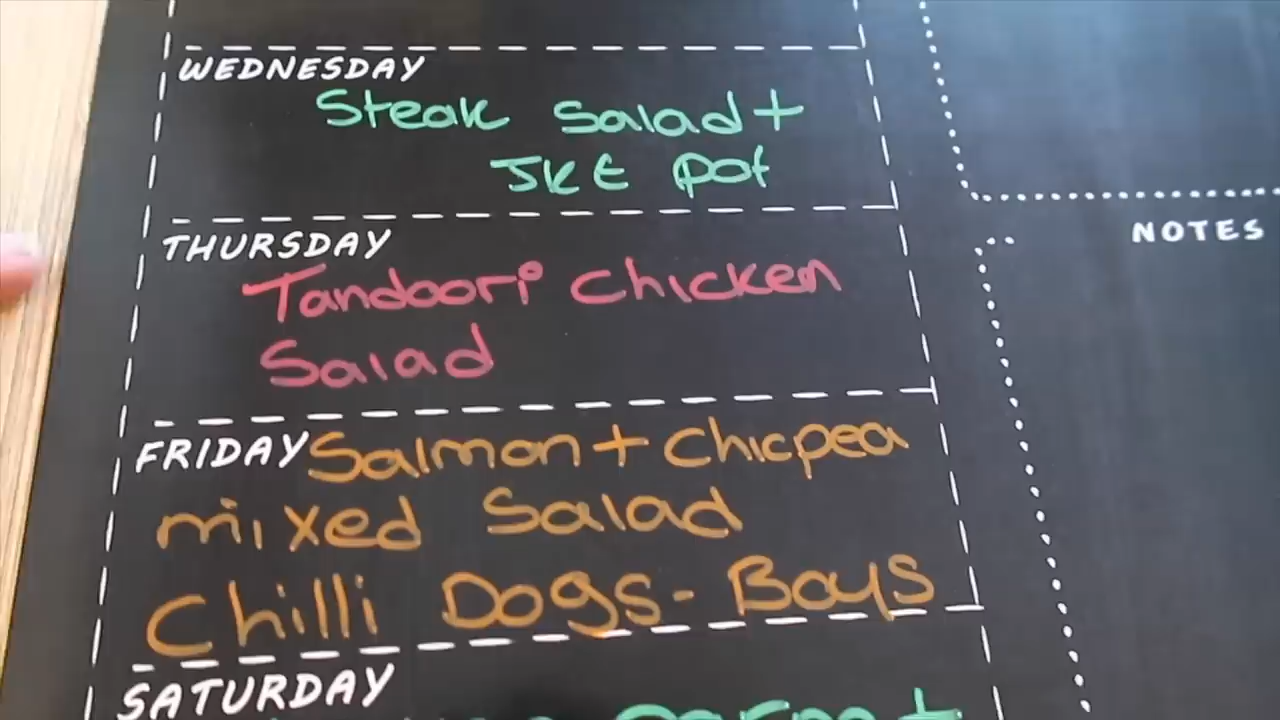 WEDNESDAY
Steak Salad +
Jkt Pot
NOTES
THURSDAY
Tandoori Chicken
Salad
FRIDAY Salmon + Chicpea
mixed Salad
Chilli Dogs - Boys
SATURDAY